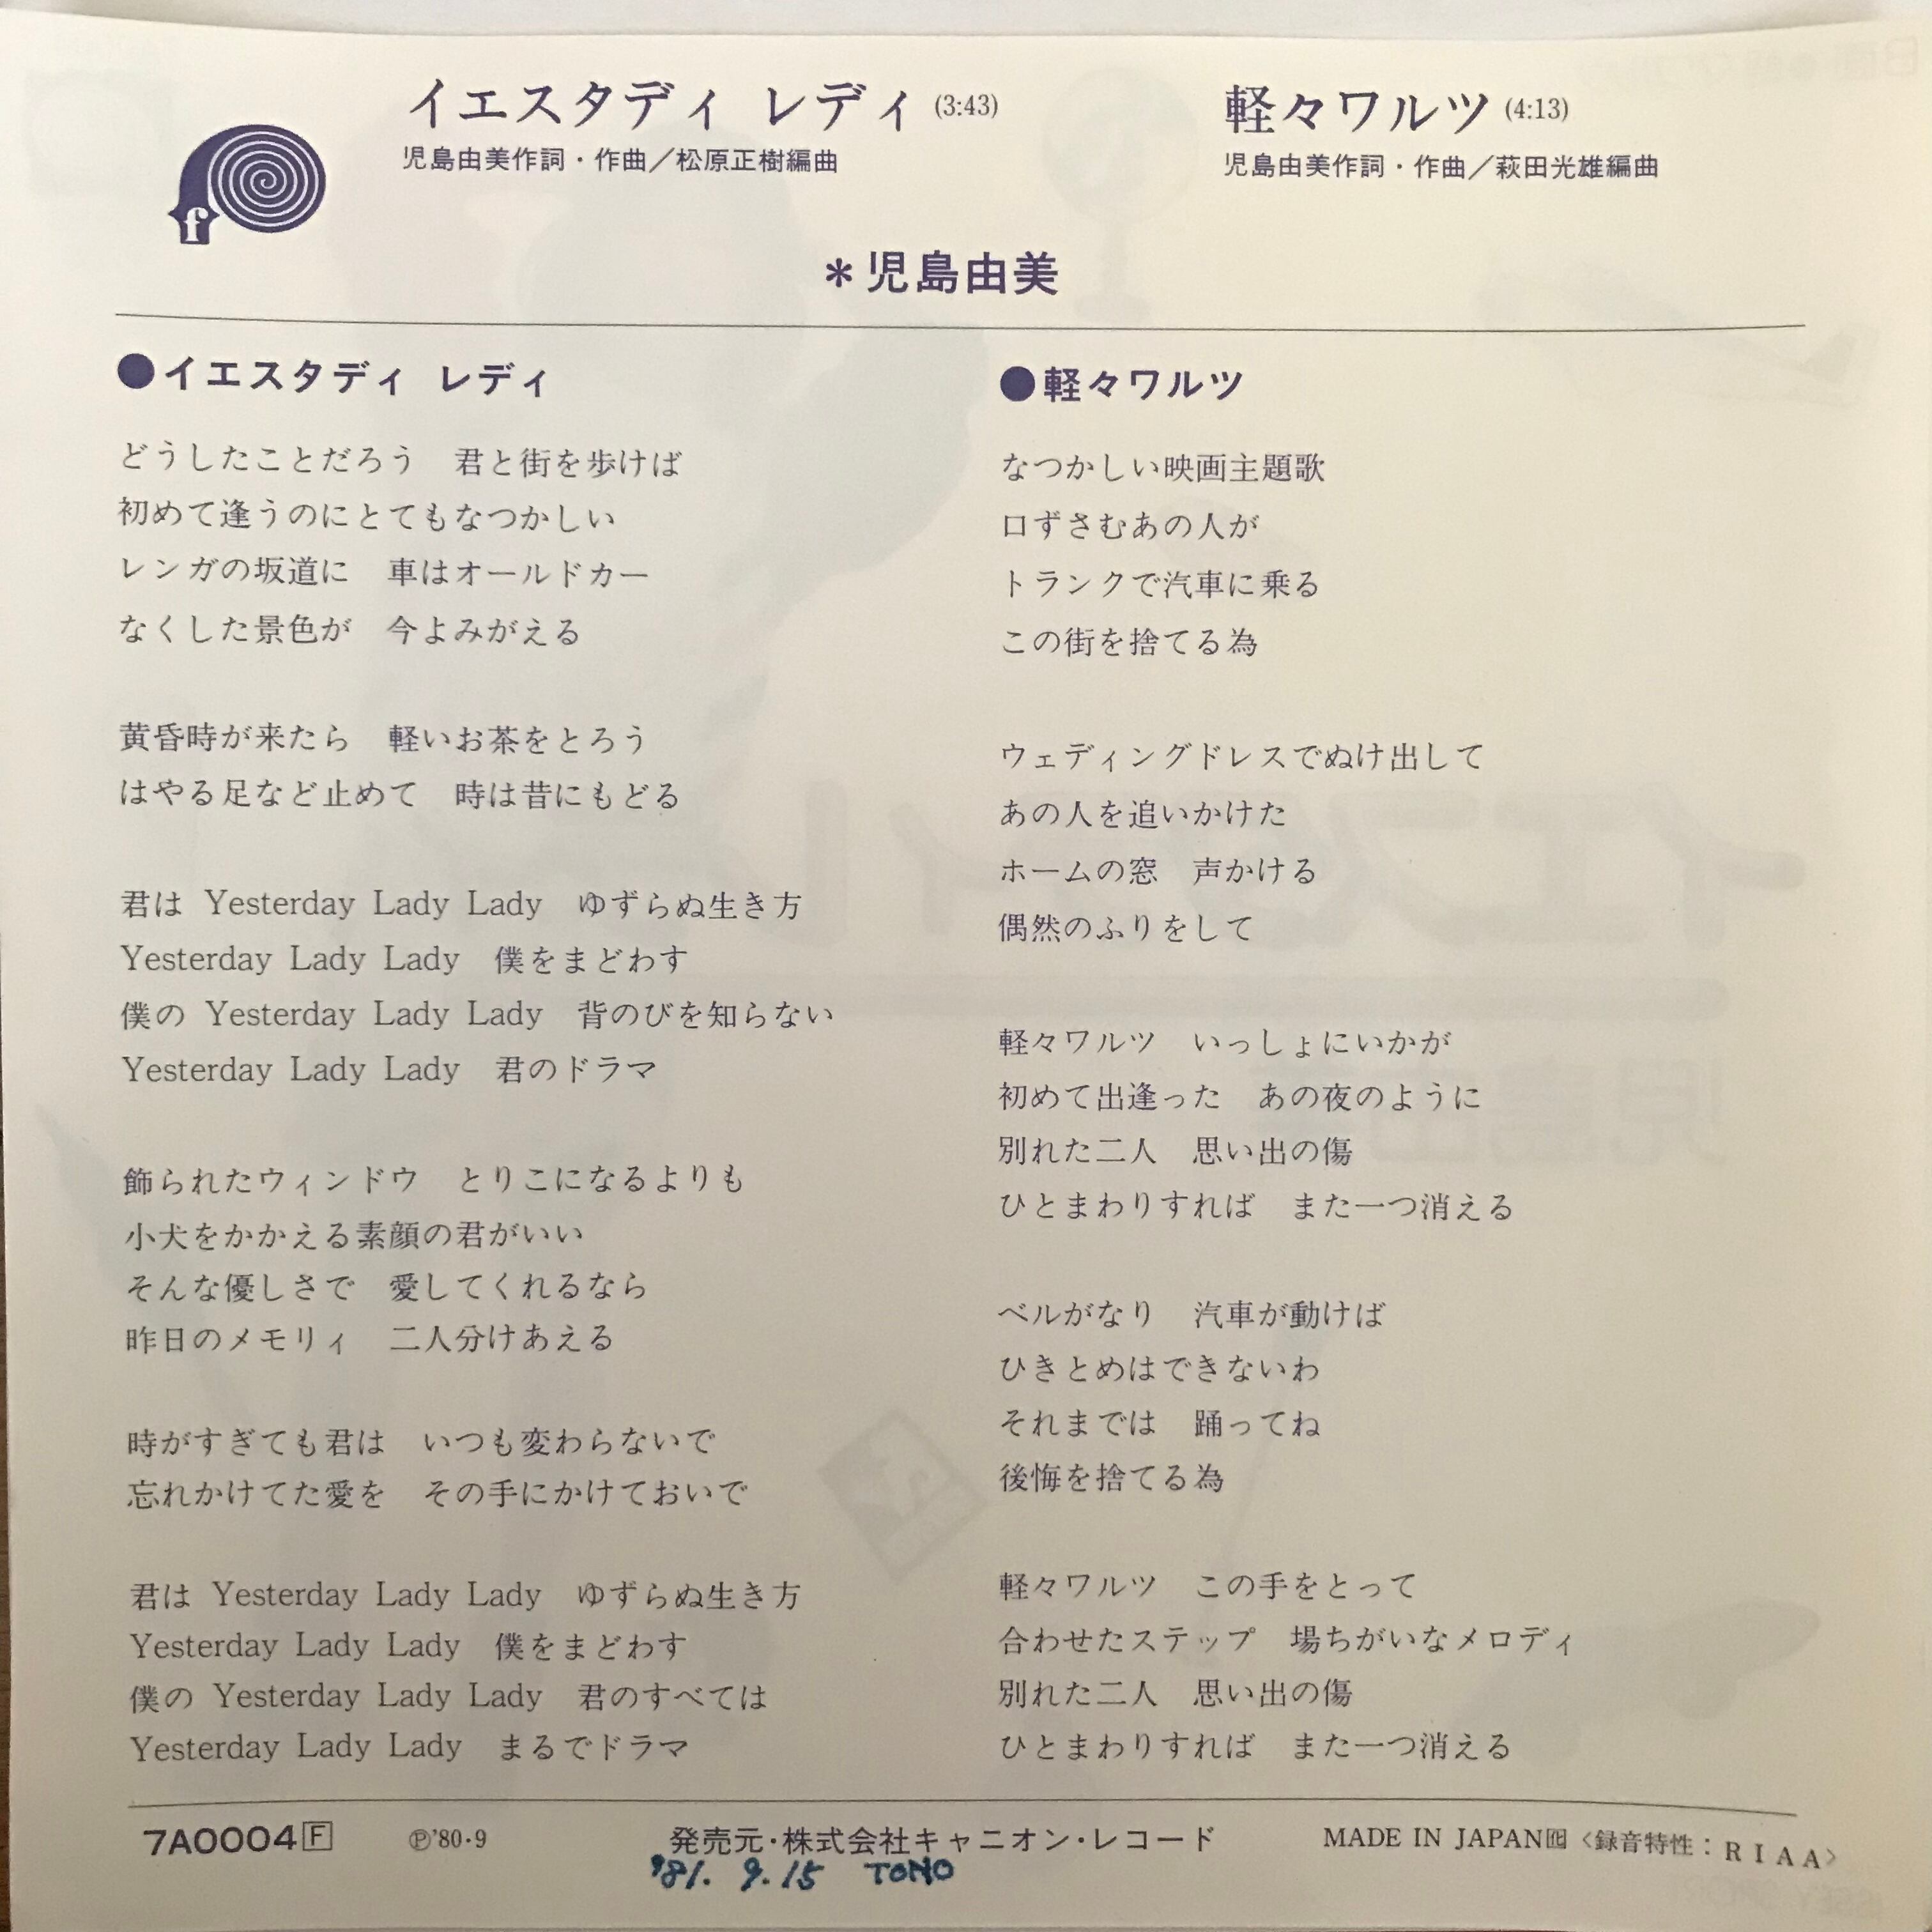 イエスタディ レディ (3:43)
児島由美作詞・作曲／松原正樹編曲
軽々ワルツ (4:13)
児島由美作詞・作曲／萩田光雄編曲
f
＊児島由美
●イエスタディ レディ
どうしたことだろう　君と街を歩けば
初めて逢うのにとてもなつかしい
レンガの坂道に　車はオールドカー
なくした景色が　今よみがえる
黄昏時が来たら　軽いお茶をとろう
はやる足など止めて　時は昔にもどる
君は Yesterday Lady Lady　ゆずらぬ生き方
Yesterday Lady Lady　僕をまどわす
僕の Yesterday Lady Lady　背のびを知らない
Yesterday Lady Lady　君のドラマ
飾られたウィンドウ　とりこになるよりも
小犬をかかえる素顔の君がいい
そんな優しさで　愛してくれるなら
昨日のメモリィ　二人分けあえる
時がすぎても君は　いつも変わらないで
忘れかけてた愛を　その手にかけておいで
君は Yesterday Lady Lady　ゆずらぬ生き方
Yesterday Lady Lady　僕をまどわす
僕の Yesterday Lady Lady　君のすべては
Yesterday Lady Lady　まるでドラマ
●軽々ワルツ
なつかしい映画主題歌
口ずさむあの人が
トランクで汽車に乗る
この街を捨てる為
ウェディングドレスでぬけ出して
あの人を追いかけた
ホームの窓　声かける
偶然のふりをして
軽々ワルツ　いっしょにいかが
初めて出逢った　あの夜のように
別れた二人　思い出の傷
ひとまわりすれば　また一つ消える
ベルがなり　汽車が動けば
ひきとめはできないわ
それまでは　踊ってね
後悔を捨てる為
軽々ワルツ　この手をとって
合わせたステップ　場ちがいなメロディ
別れた二人　思い出の傷
ひとまわりすれば　また一つ消える
7A0004 F　℗'80・9　発売元・株式会社キャニオン・レコード　MADE IN JAPAN 〈録音特性：RIAA〉
'81. 9. 15 TONO